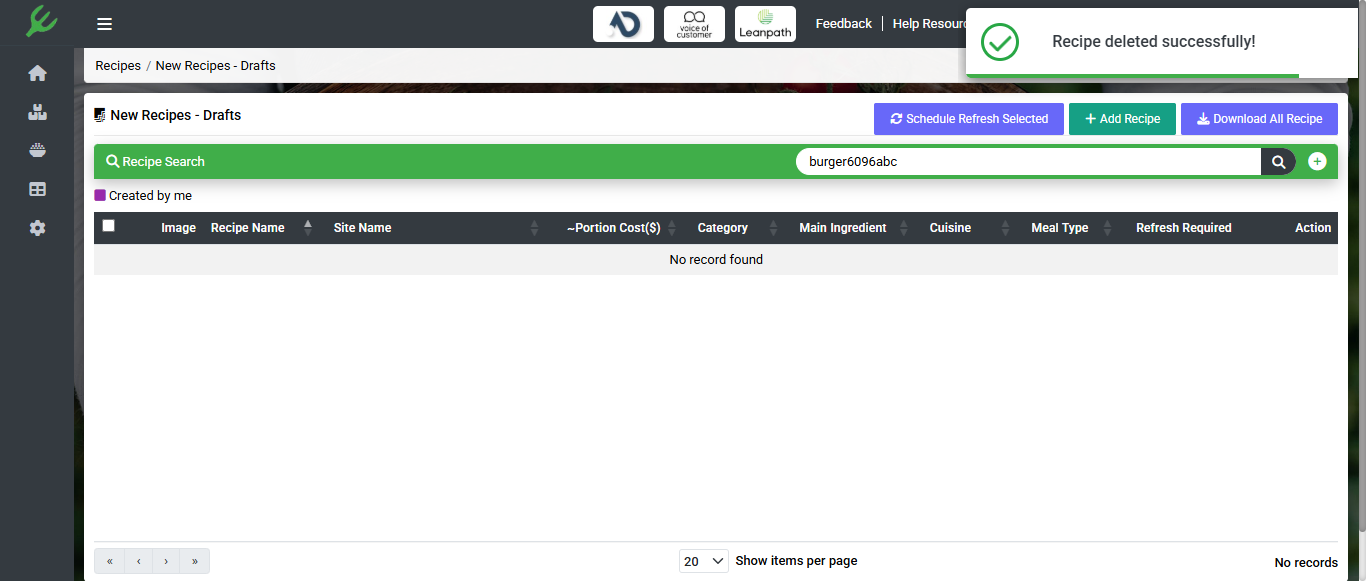 voice of
customer
Leanpath
Feedback
Help Resour
Recipe deleted successfully!
Recipes / New Recipes - Drafts
New Recipes - Drafts
Schedule Refresh Selected
+ Add Recipe
Download All Recipe
Recipe Search
burger6096abc
Created by me
Image Recipe Name Site Name ~Portion Cost($) Category Main Ingredient Cuisine Meal Type Refresh Required Action
No record found
« ‹ › »
20 Show items per page
No records